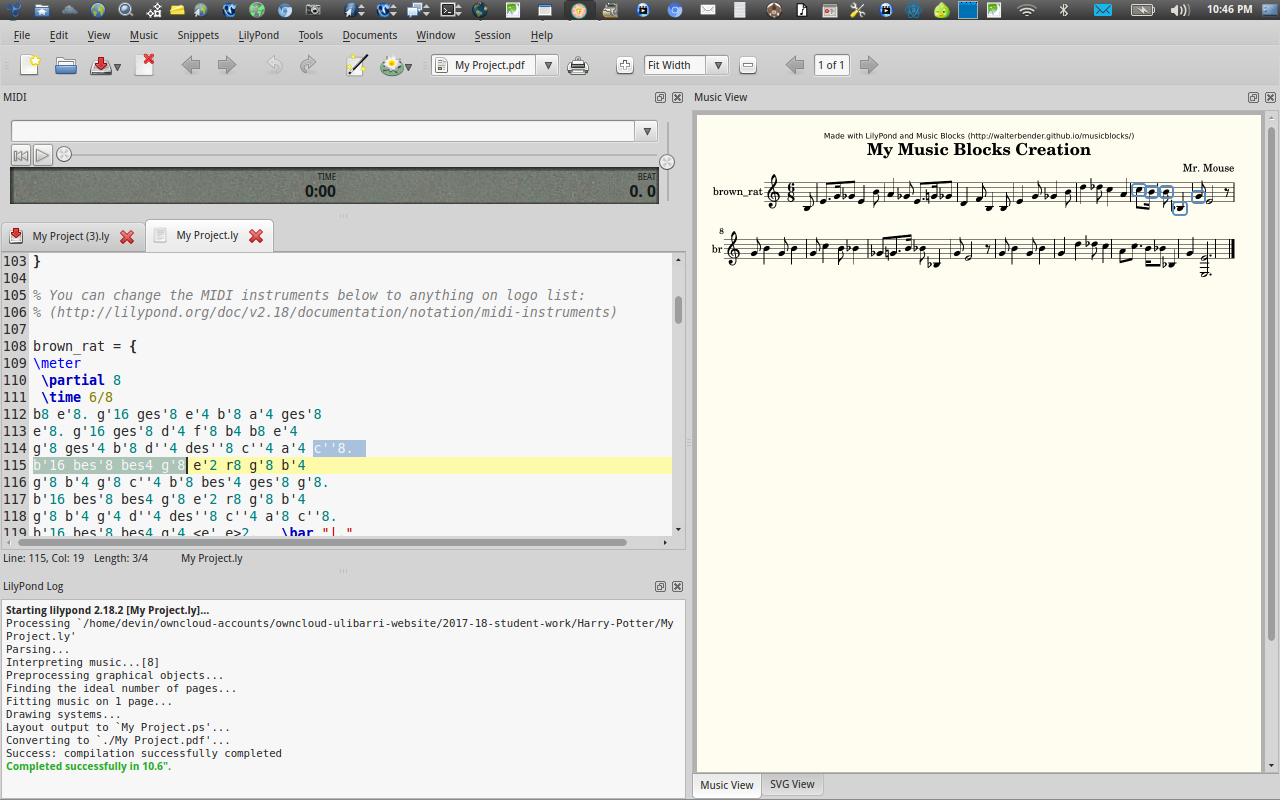 10:46 PM
File Edit View Music Snippets LilyPond Tools Documents Window Session Help
My Project.pdf Fit Width 1 of 1
MIDI
TIME BEAT
0:00 0. 0
My Project (3).ly My Project.ly
103 }
104
105 % You can change the MIDI instruments below to anything on logo list:
106 % (http://lilypond.org/doc/v2.18/documentation/notation/midi-instruments)
107
108 brown_rat = {
109 \meter
110 \partial 8
111 \time 6/8
112 b8 e'8. g'16 ges'8 e'4 b'8 a'4 ges'8
113 e'8. g'16 ges'8 d'4 f'8 b4 b8 e'4
114 g'8 ges'4 b'8 d''4 des''8 c''4 a'4 c''8.
115 b'16 bes'8 bes4 g'8 e'2 r8 g'8 b'4
116 g'8 b'4 g'8 c''4 b'8 bes'4 ges'8 g'8.
117 b'16 bes'8 bes4 g'8 e'2 r8 g'8 b'4
118 g'8 b'4 g'4 d''4 des''8 c''4 a'8 c''8.
119 b'16 bes'8 bes4 g'4 <e' e>2. \bar "|."
Line: 115, Col: 19 Length: 3/4 My Project.ly
LilyPond Log
Starting lilypond 2.18.2 [My Project.ly]...
Processing `/home/devin/owncloud-accounts/owncloud-ulibarri-website/2017-18-student-work/Harry-Potter/My
Project.ly'
Parsing...
Interpreting music...[8]
Preprocessing graphical objects...
Finding the ideal number of pages...
Fitting music on 1 page...
Drawing systems...
Layout output to `My Project.ps'...
Converting to `./My Project.pdf'...
Success: compilation successfully completed
Completed successfully in 10.6".
Music View
Made with LilyPond and Music Blocks (http://walterbender.github.io/musicblocks/)
My Music Blocks Creation
Mr. Mouse
brown_rat 6
8
8
br
Music View SVG View